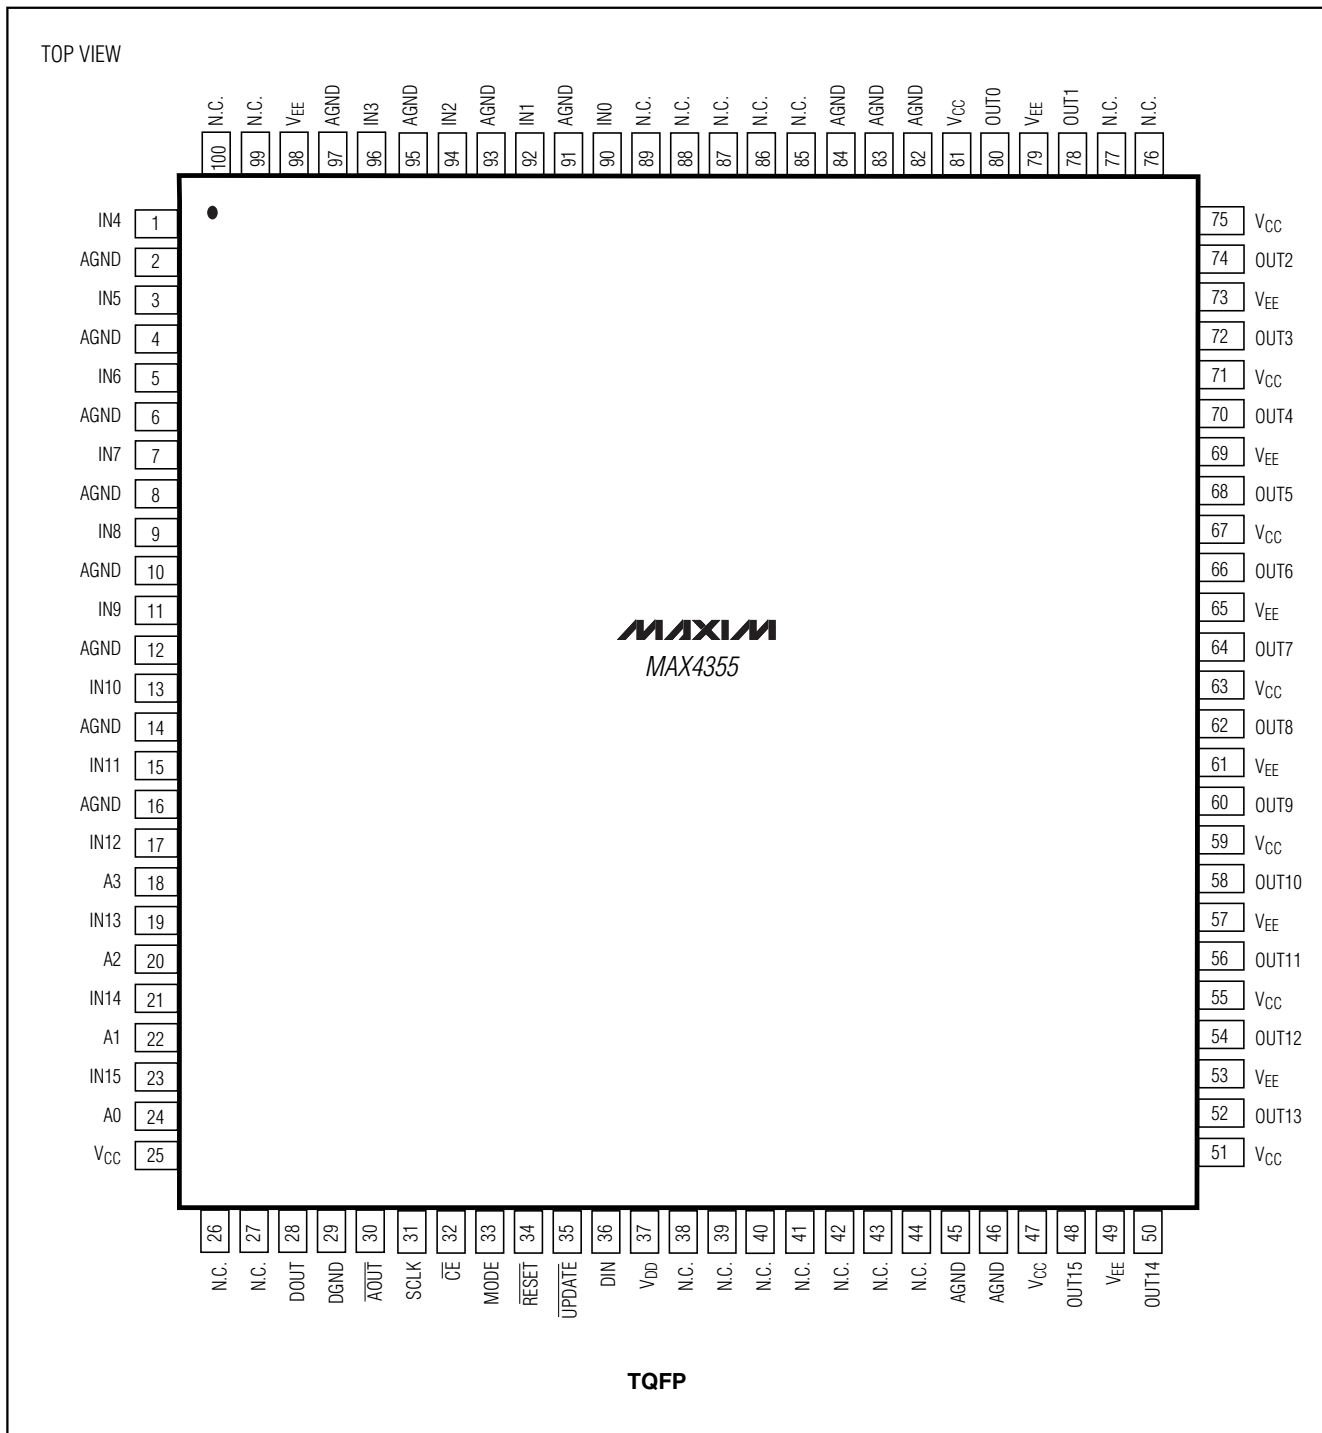 TOP VIEW
N.C. N.C. VEE AGND IN3 AGND IN2 AGND IN1 AGND IN0 N.C. N.C. N.C. N.C. N.C. AGND AGND AGND VCC OUT0 VEE OUT1 N.C. N.C.
100 99 98 97 96 95 94 93 92 91 90 89 88 87 86 85 84 83 82 81 80 79 78 77 76
IN4 1 75 VCC
AGND 2 74 OUT2
IN5 3 73 VEE
AGND 4 72 OUT3
IN6 5 71 VCC
AGND 6 70 OUT4
IN7 7 69 VEE
AGND 8 68 OUT5
IN8 9 67 VCC
AGND 10 66 OUT6
IN9 11 65 VEE
MAXIM
AGND 12 64 OUT7
MAX4355
IN10 13 63 VCC
AGND 14 62 OUT8
IN11 15 61 VEE
AGND 16 60 OUT9
IN12 17 59 VCC
A3 18 58 OUT10
IN13 19 57 VEE
A2 20 56 OUT11
IN14 21 55 VCC
A1 22 54 OUT12
IN15 23 53 VEE
A0 24 52 OUT13
VCC 25 51 VCC
26 27 28 29 30 31 32 33 34 35 36 37 38 39 40 41 42 43 44 45 46 47 48 49 50
N.C. N.C. DOUT DGND AOUT SCLK CE MODE RESET UPDATE DIN VDD N.C. N.C. N.C. N.C. N.C. N.C. N.C. AGND AGND VCC OUT15 VEE OUT14
TQFP